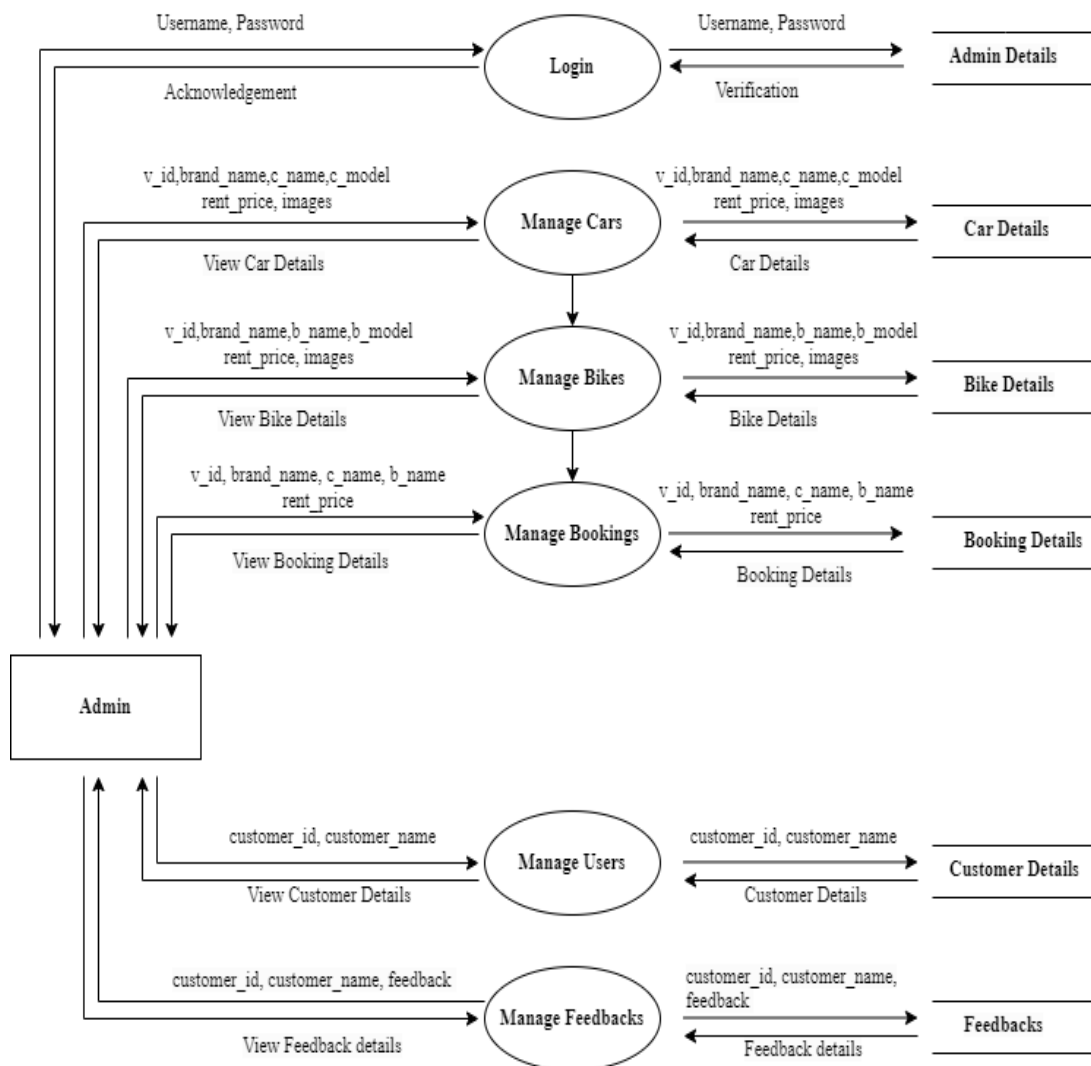 Username, Password
Username, Password
Login
Admin Details
Acknowledgement
Verification
v_id,brand_name,c_name,c_model
rent_price, images
v_id,brand_name,c_name,c_model
rent_price, images
Manage Cars
Car Details
View Car Details
Car Details
v_id,brand_name,b_name,b_model
rent_price, images
v_id,brand_name,b_name,b_model
rent_price, images
Manage Bikes
Bike Details
View Bike Details
Bike Details
v_id, brand_name, c_name, b_name
rent_price
v_id, brand_name, c_name, b_name
rent_price
Manage Bookings
Booking Details
View Booking Details
Booking Details
Admin
customer_id, customer_name
customer_id, customer_name
Manage Users
Customer Details
View Customer Details
Customer Details
customer_id, customer_name, feedback
customer_id, customer_name,
feedback
Manage Feedbacks
Feedbacks
View Feedback details
Feedback details